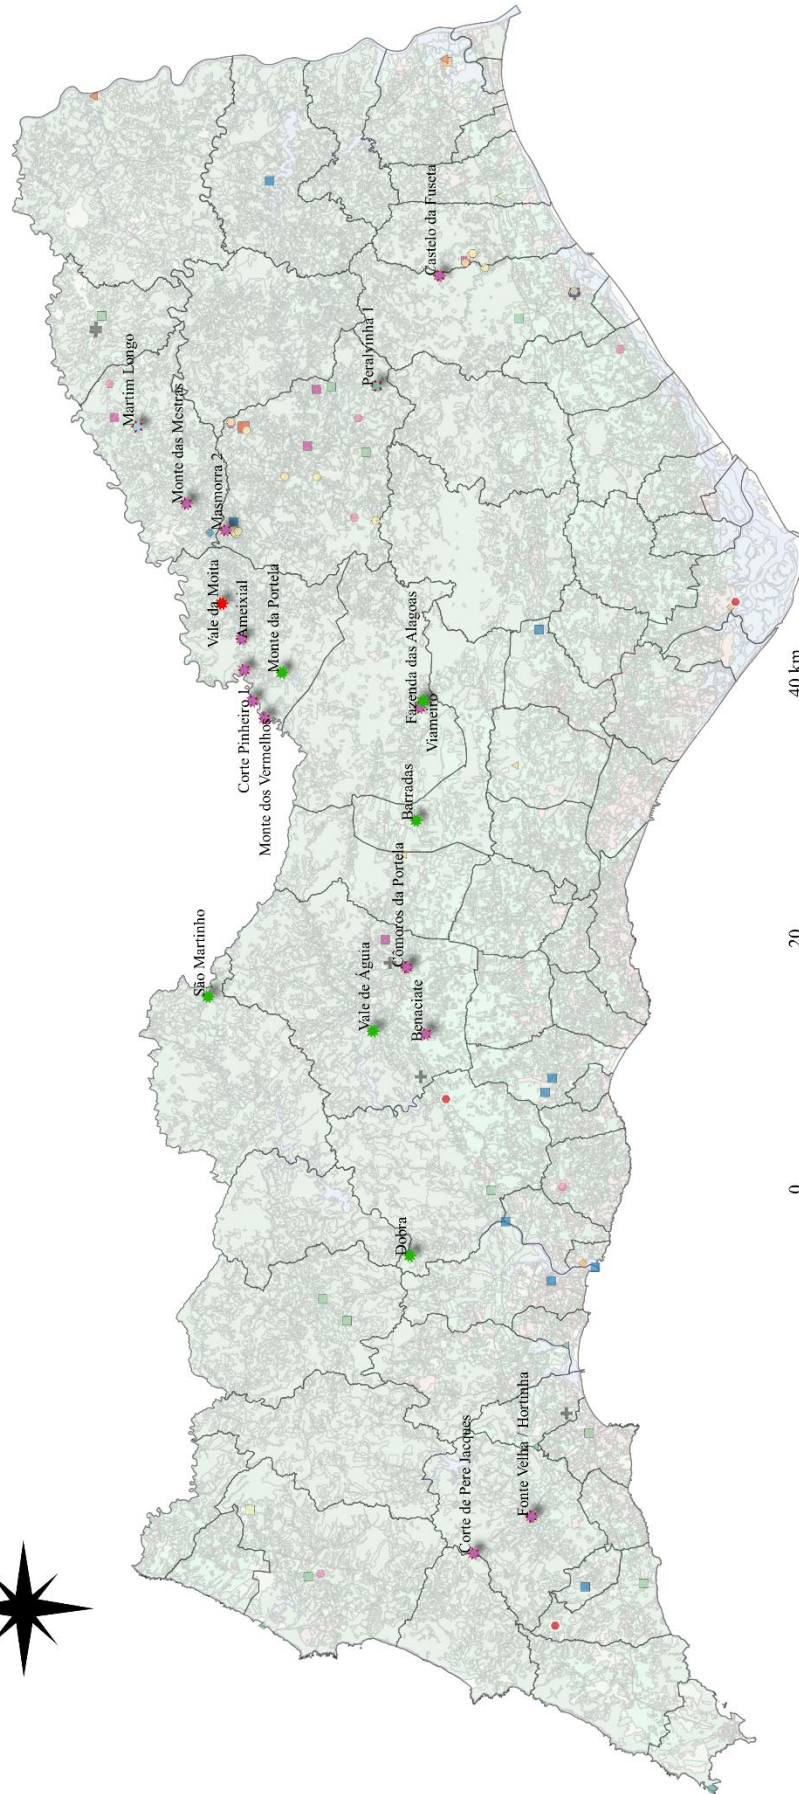 Martim Longo
Monte das Mestras
Masmorra 2
Vale da Moita
Ameixial
Monte da Portela
Corte Pinheiro 1
Monte dos Vermelhos
Peralvinha 1
Castelo da Fuseta
Fazenda das Alagoas
Viameiro
Barradas
Cômoros da Portela
São Martinho
Vale de Águia
Benaciate
Dobra
Corte de Pere Jacques
Fonte Velha / Hortinha
0
20
40 km